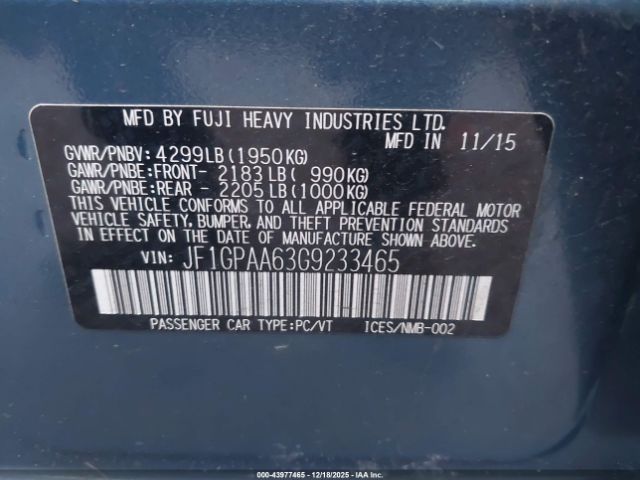 MFD BY FUJI HEAVY INDUSTRIES LTD.
MFD IN 11/15
GVWR/PNBV: 4299LB(1950KG)
GAWR/PNBE:FRONT- 2183LB( 990KG)
GAWR/PNBE:REAR - 2205LB(1000KG)
THIS VEHICLE CONFORMS TO ALL APPLICABLE FEDERAL MOTOR
VEHICLE SAFETY, BUMPER, AND THEFT PREVENTION STANDARDS
IN EFFECT ON THE DATE OF MANUFACTURE SHOWN ABOVE.
VIN: JF1GPAA63G9233465
PASSENGER CAR TYPE:PC/VT ICES/NMB-002
000-43977465 - 12/18/2025 - IAA, Inc.